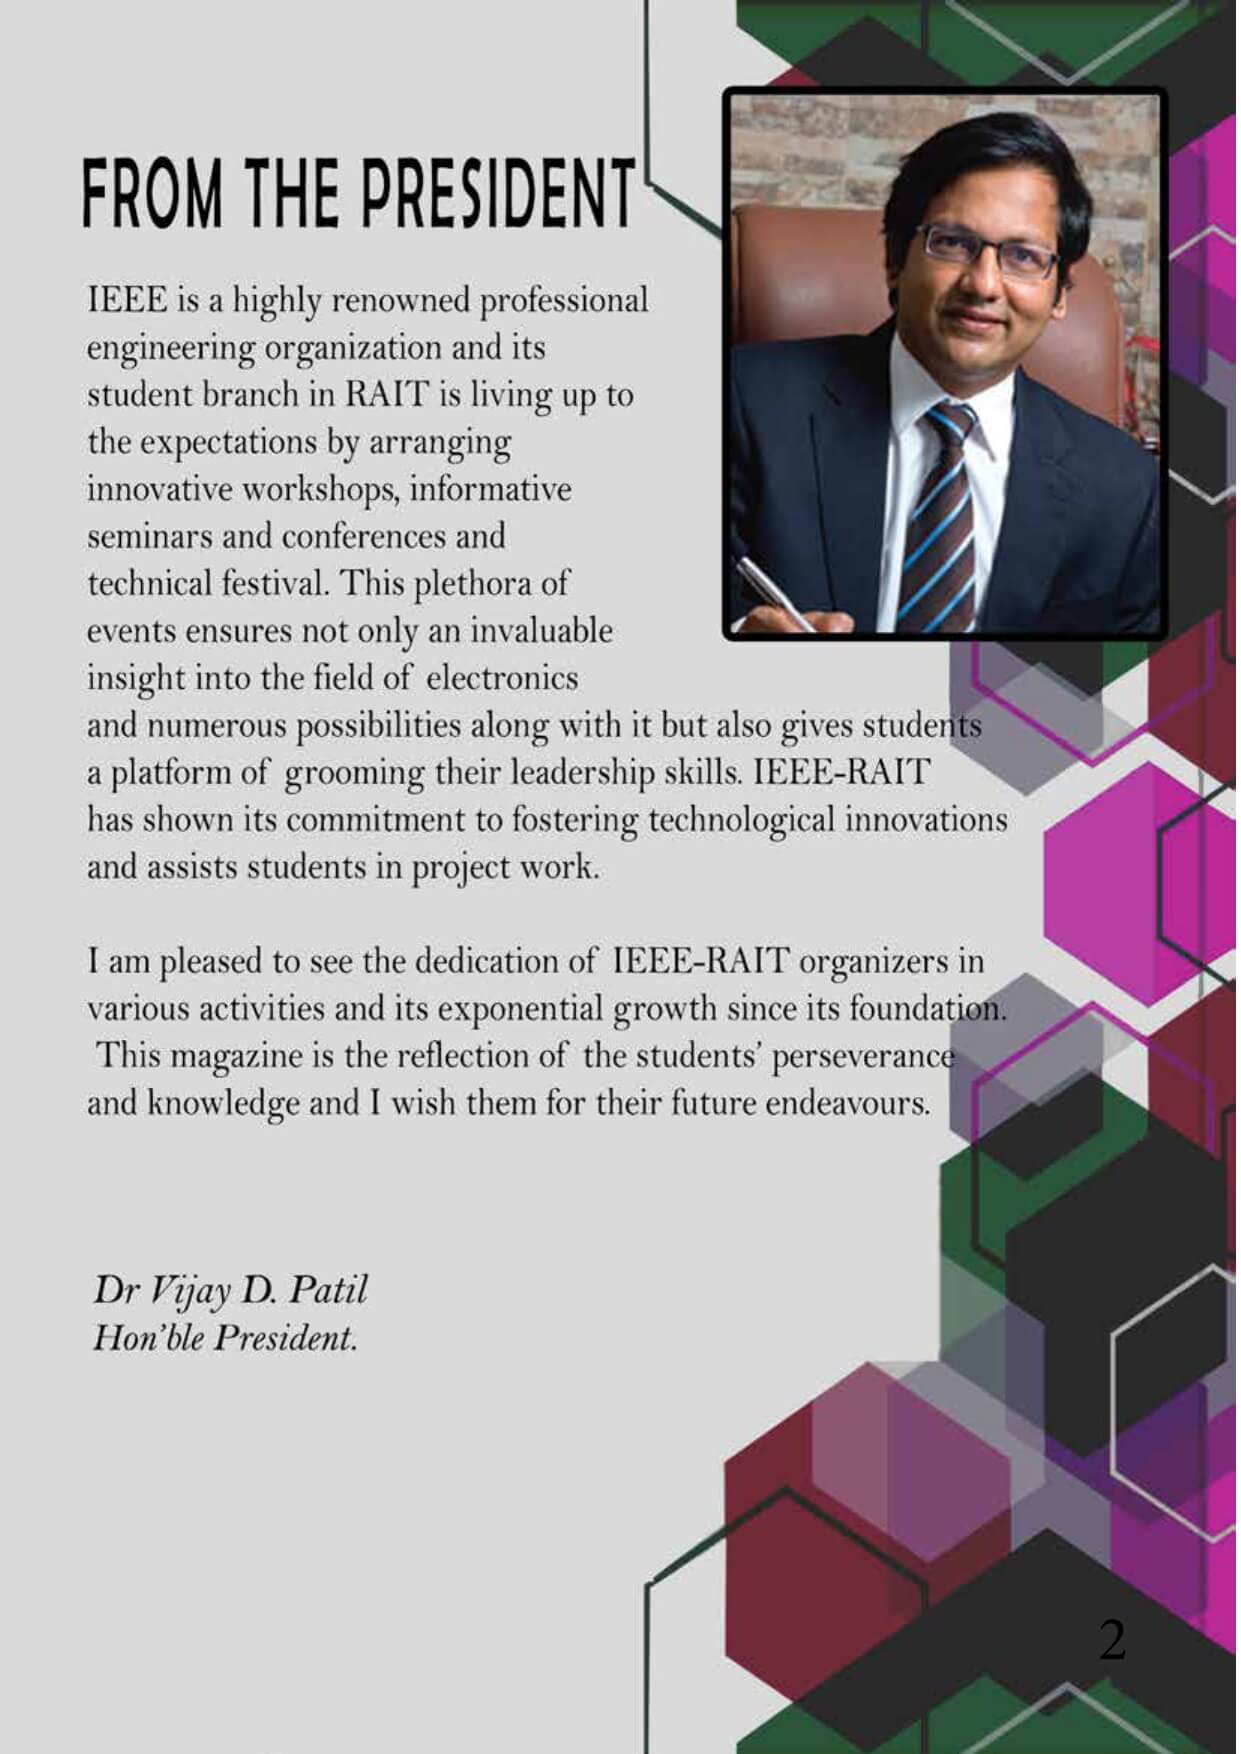 FROM THE PRESIDENT
IEEE is a highly renowned professional
engineering organization and its
student branch in RAIT is living up to
the expectations by arranging
innovative workshops, informative
seminars and conferences and
technical festival. This plethora of
events ensures not only an invaluable
insight into the field of electronics
and numerous possibilities along with it but also gives students
a platform of grooming their leadership skills. IEEE-RAIT
has shown its commitment to fostering technological innovations
and assists students in project work.
I am pleased to see the dedication of IEEE-RAIT organizers in
various activities and its exponential growth since its foundation.
This magazine is the reflection of the students’ perseverance
and knowledge and I wish them for their future endeavours.
Dr Vijay D. Patil
Hon’ble President.
2